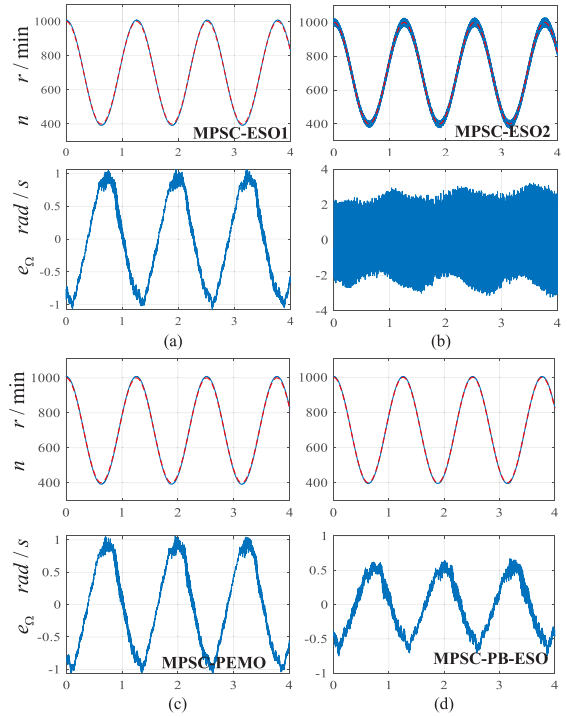 1000
800
600
400
n r / min
MPSC-ESO1
0 1 2 3 4
1000
800
600
400
MPSC-ESO2
0 1 2 3 4
1
0.5
0
-0.5
-1
eΩ rad / s
0 1 2 3 4
(a)
4
2
0
-2
-4
0 1 2 3 4
(b)
1000
800
600
400
n r / min
0 1 2 3 4
1000
800
600
400
0 1 2 3 4
1
0.5
0
-0.5
-1
eΩ rad / s
MPSC-PEMO
0 1 2 3 4
(c)
1
0.5
0
-0.5
-1
MPSC-PB-ESO
0 1 2 3 4
(d)